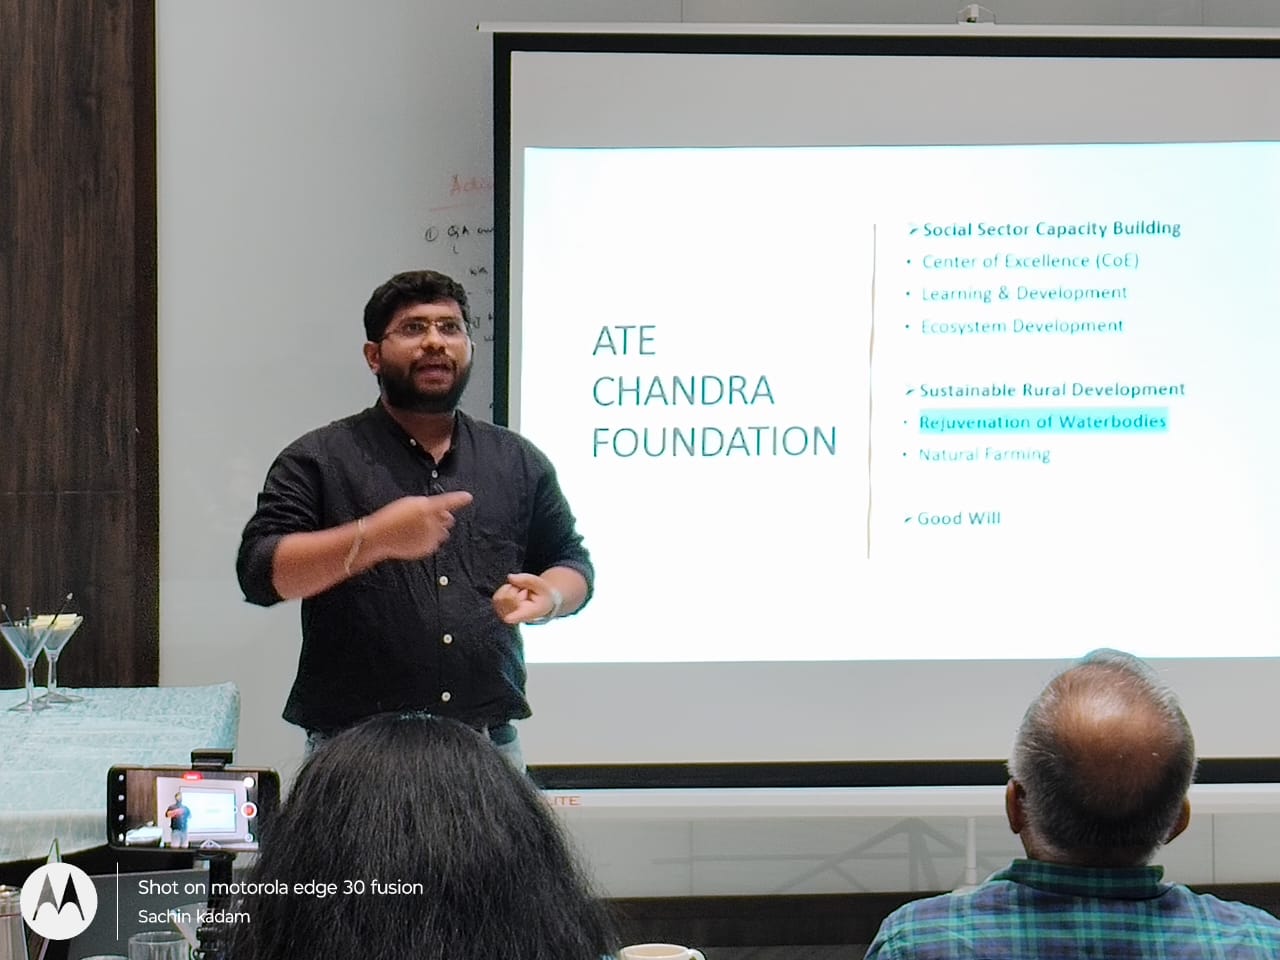 ATE
CHANDRA
FOUNDATION
Social Sector Capacity Building
Center of Excellence (CoE)
Learning & Development
Ecosystem Development
Sustainable Rural Development
Rejuvenation of Waterbodies
Natural Farming
Good Will
Shot on motorola edge 30 fusion
Sachin kadam